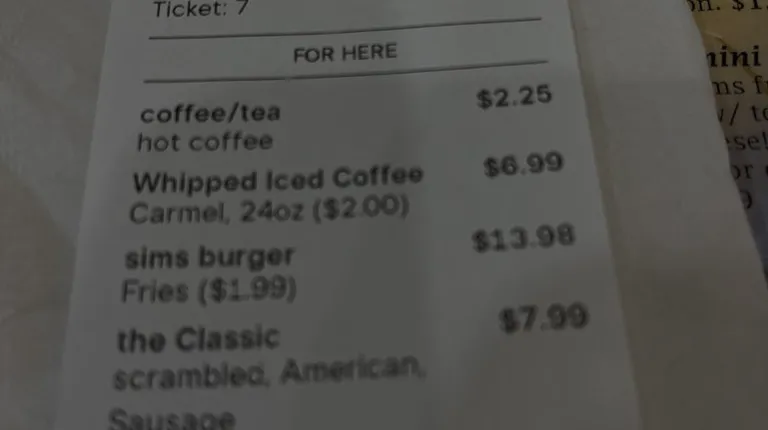 Ticket: 7
FOR HERE
coffee/tea $2.25
hot coffee
Whipped Iced Coffee $6.99
Carmel, 24oz ($2.00)
sims burger $13.98
Fries ($1.99)
the Classic $7.99
scrambled, American,
Sausage